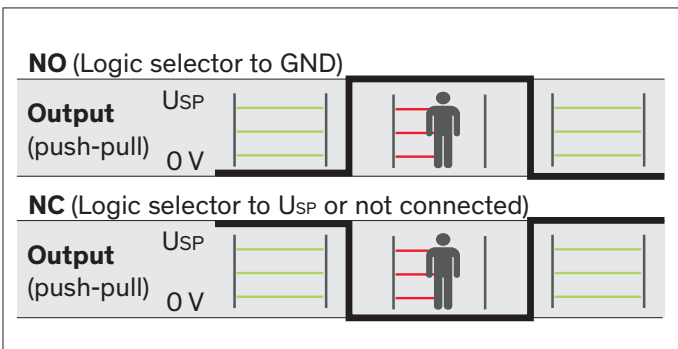 NO (Logic selector to GND)
Output USP
(push-pull) 0 V
NC (Logic selector to USP or not connected)
Output USP
(push-pull) 0 V